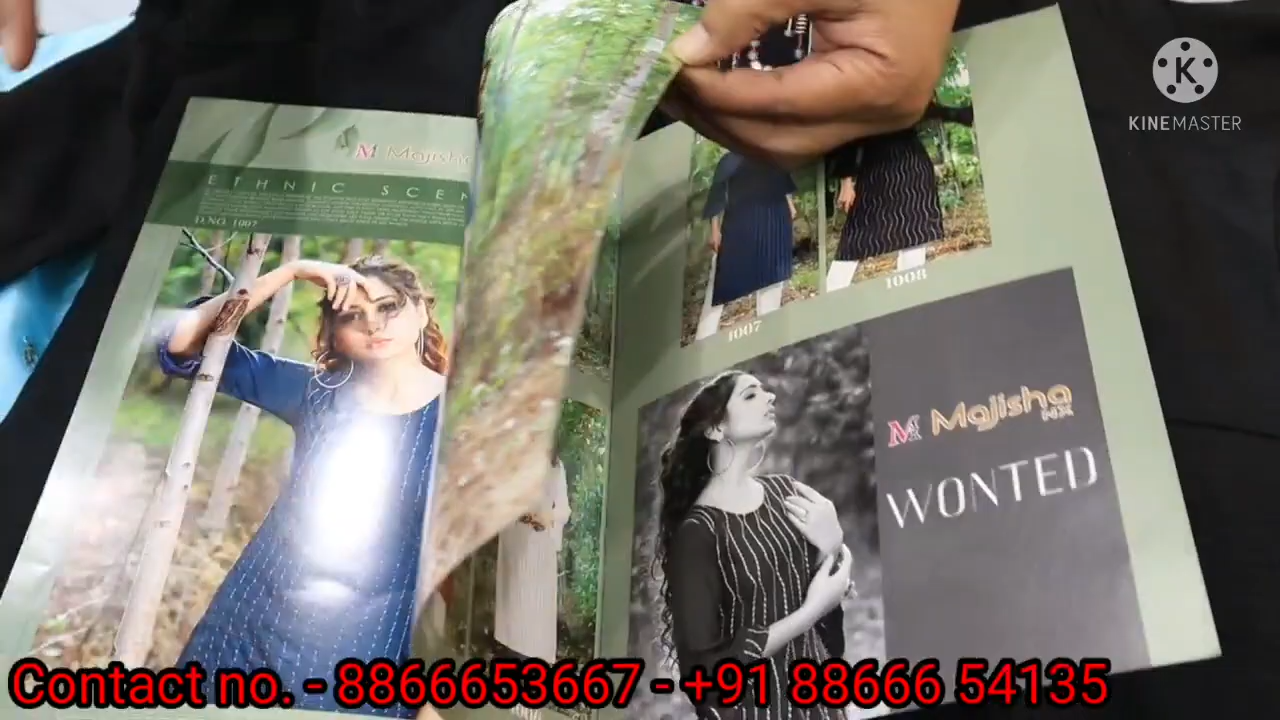 KINEMASTER
M Majisha
ETHNIC SCEN
D.NO. 1007
1008
1007
M Majisha
NX
WONTED
Contact no. - 8866653667 - +91 88666 54135